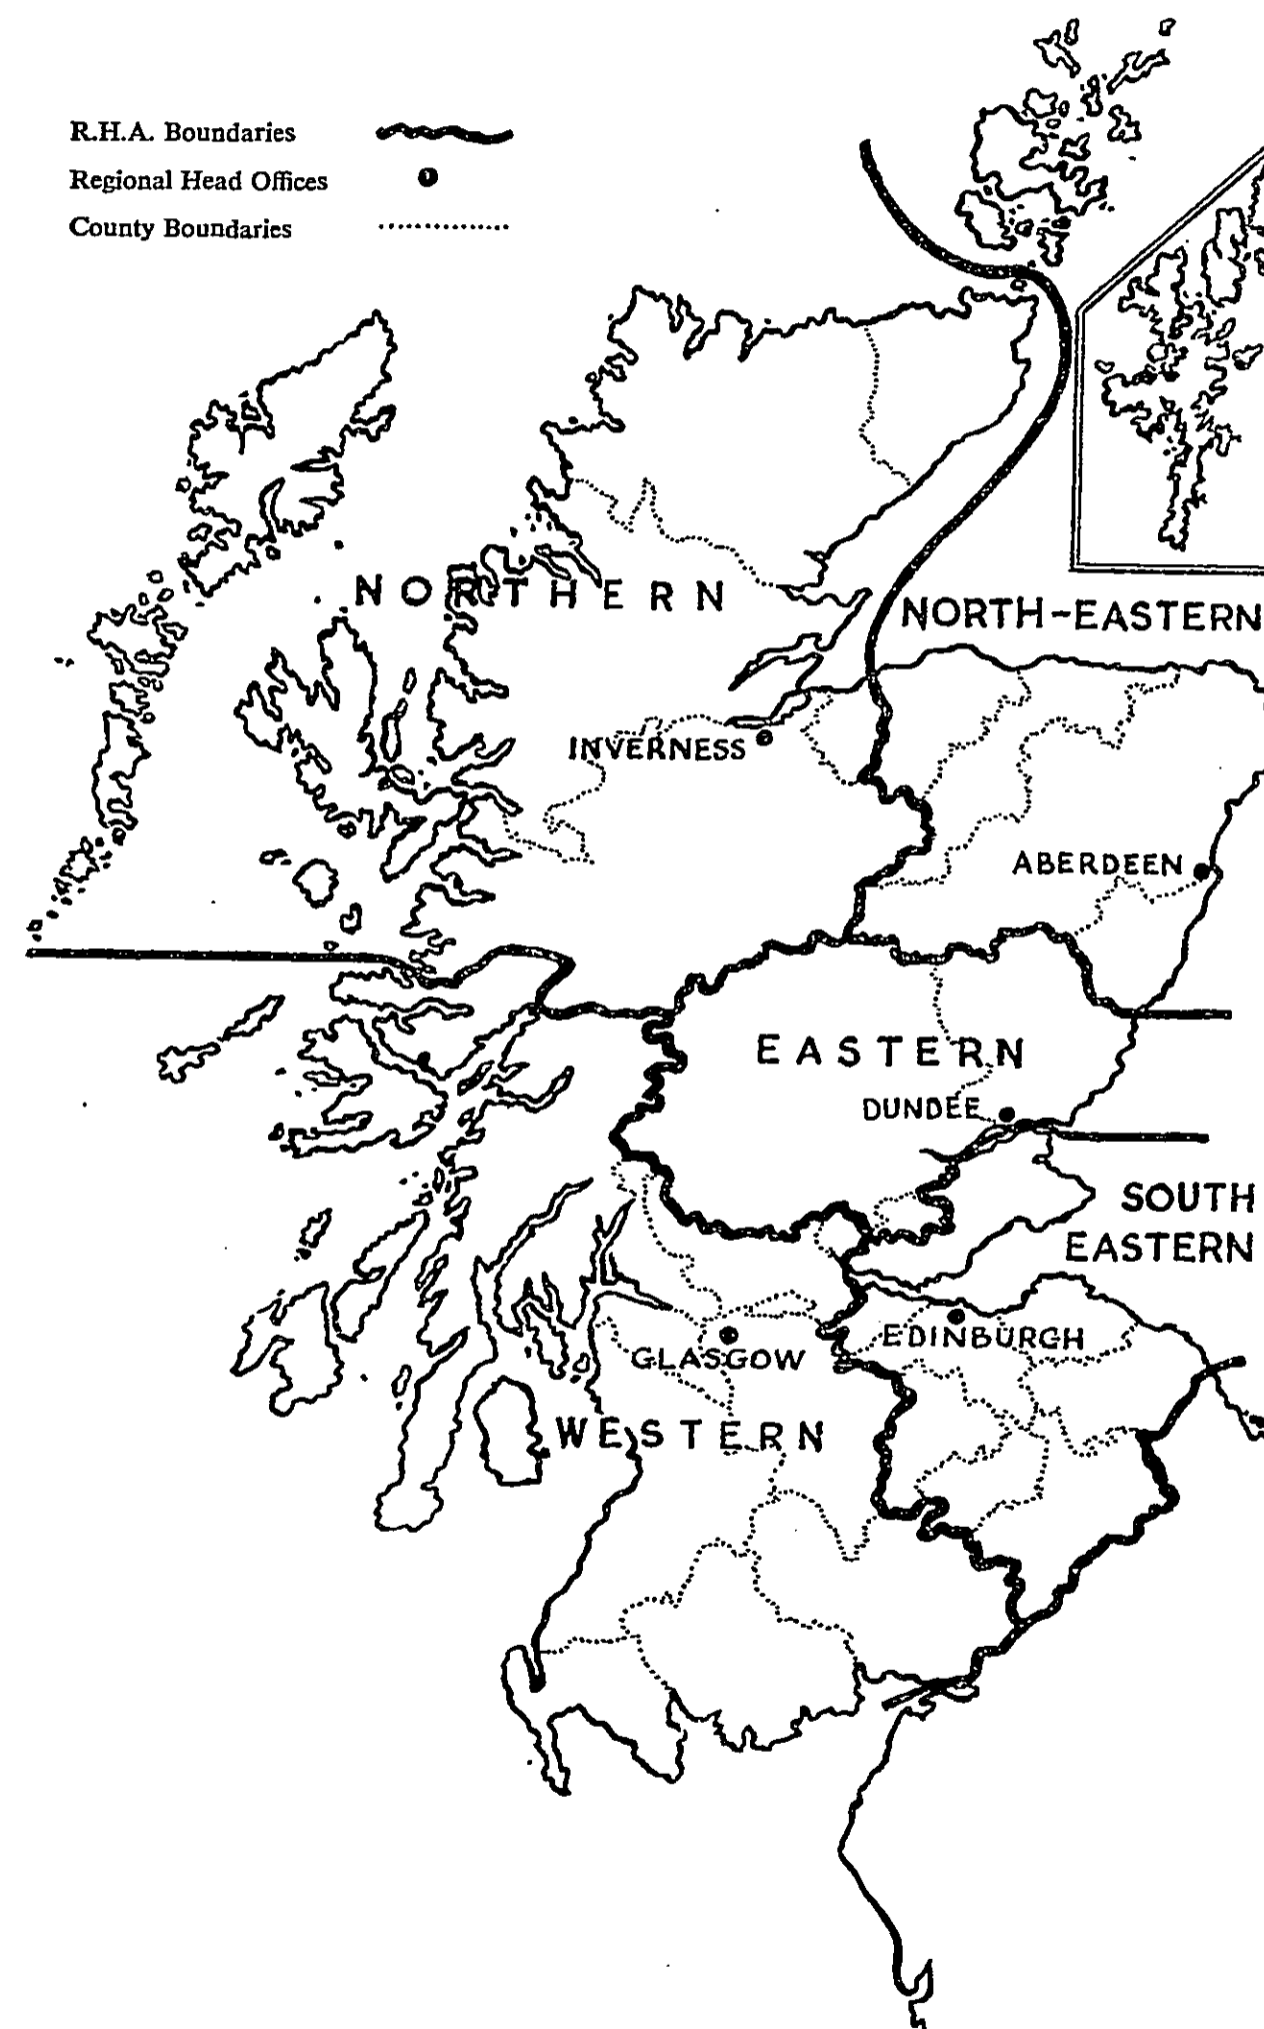 R.H.A. Boundaries
Regional Head Offices
County Boundaries
NORTHERN
NORTH-EASTERN
INVERNESS
ABERDEEN
EASTERN
DUNDEE
SOUTH
EASTERN
EDINBURGH
GLASGOW
WESTERN